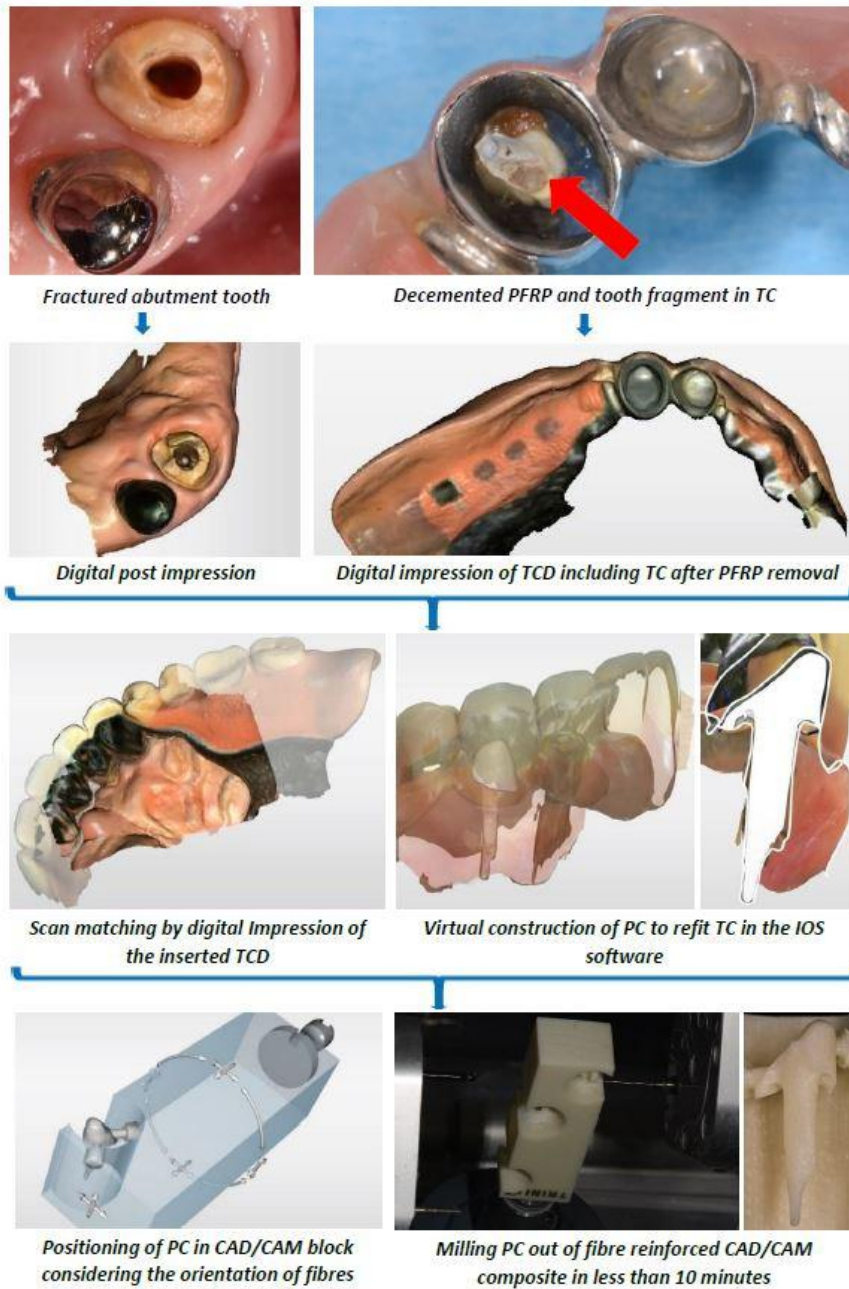 Fractured abutment tooth
Decemented PFRP and tooth fragment in TC
Digital post impression
Digital impression of TCD including TC after PFRP removal
Scan matching by digital Impression of
the inserted TCD
Virtual construction of PC to refit TC in the IOS
software
Positioning of PC in CAD/CAM block
considering the orientation of fibres
Milling PC out of fibre reinforced CAD/CAM
composite in less than 10 minutes